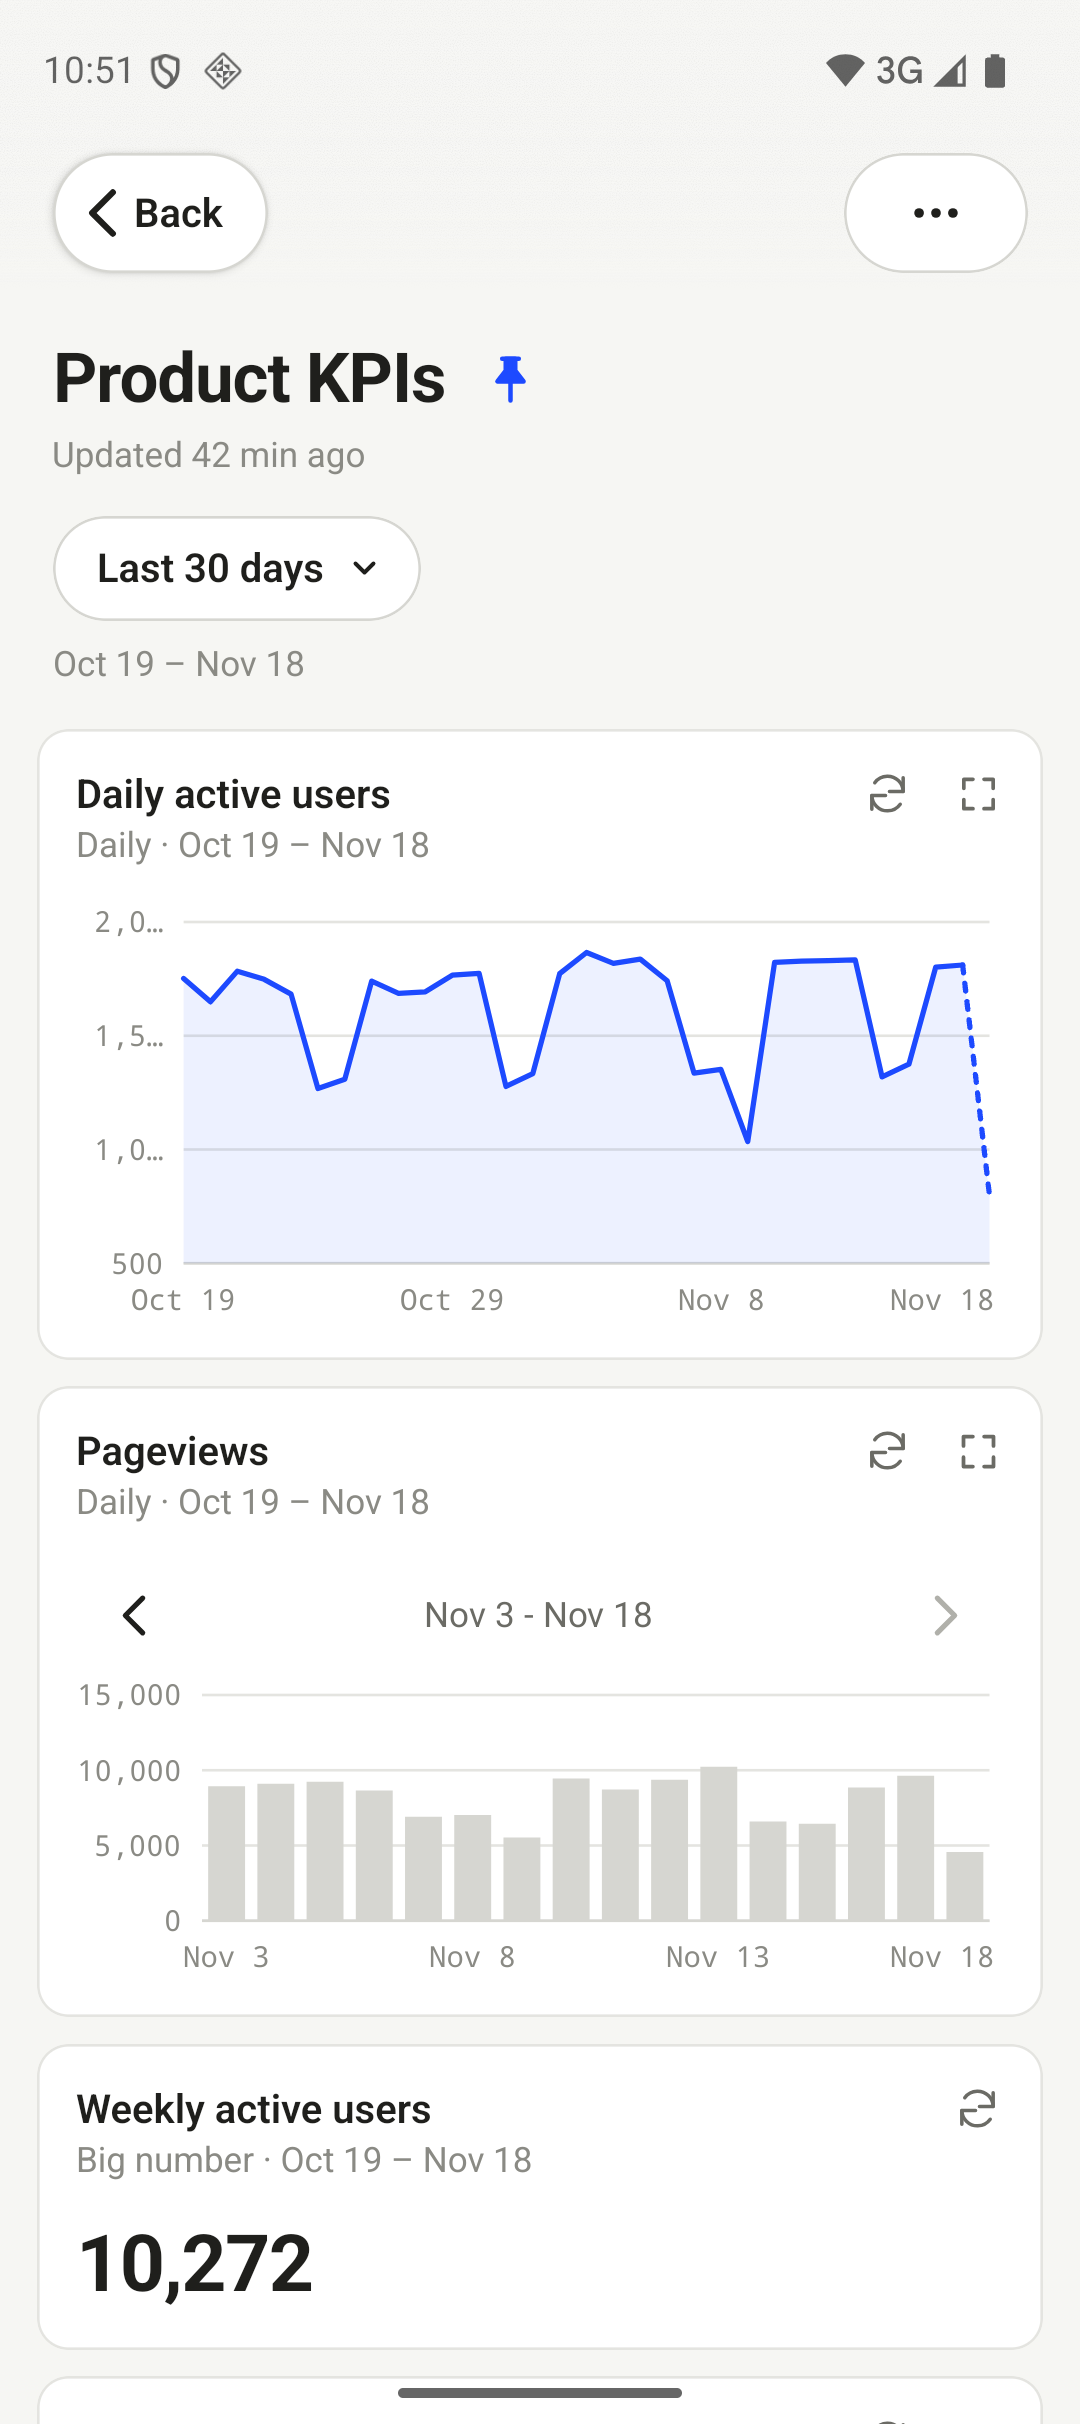 10:51 3G
Back
Product KPIs
Updated 42 min ago
Last 30 days
Oct 19 – Nov 18
Daily active users
Daily · Oct 19 – Nov 18
2,0…
1,5…
1,0…
500
Oct 19 Oct 29 Nov 8 Nov 18
Pageviews
Daily · Oct 19 – Nov 18
Nov 3 - Nov 18
15,000
10,000
5,000
0
Nov 3 Nov 8 Nov 13 Nov 18
Weekly active users
Big number · Oct 19 – Nov 18
10,272